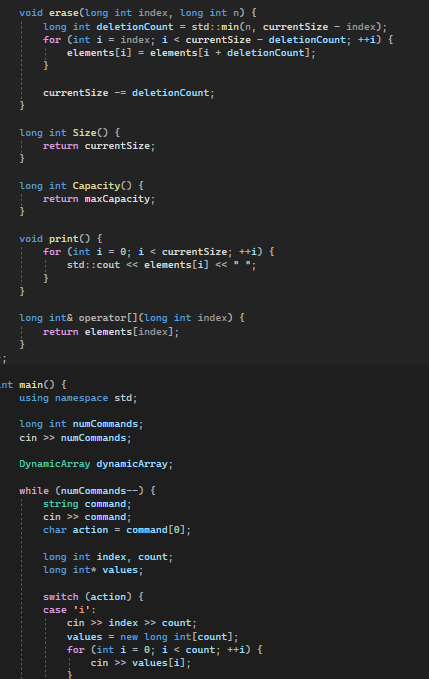 void erase(long int index, long int n) {
long int deletionCount = std::min(n, currentSize - index);
for (int i = index; i < currentSize - deletionCount; ++i) {
elements[i] = elements[i + deletionCount];
}
currentSize -= deletionCount;
}
long int Size() {
return currentSize;
}
long int Capacity() {
return maxCapacity;
}
void print() {
for (int i = 0; i < currentSize; ++i) {
std::cout << elements[i] << " ";
}
}
long int& operator[](long int index) {
return elements[index];
}
;
nt main() {
using namespace std;
long int numCommands;
cin >> numCommands;
DynamicArray dynamicArray;
while (numCommands--) {
string command;
cin >> command;
char action = command[0];
long int index, count;
long int* values;
switch (action) {
case 'i':
cin >> index >> count;
values = new long int[count];
for (int i = 0; i < count; ++i) {
cin >> values[i];
}